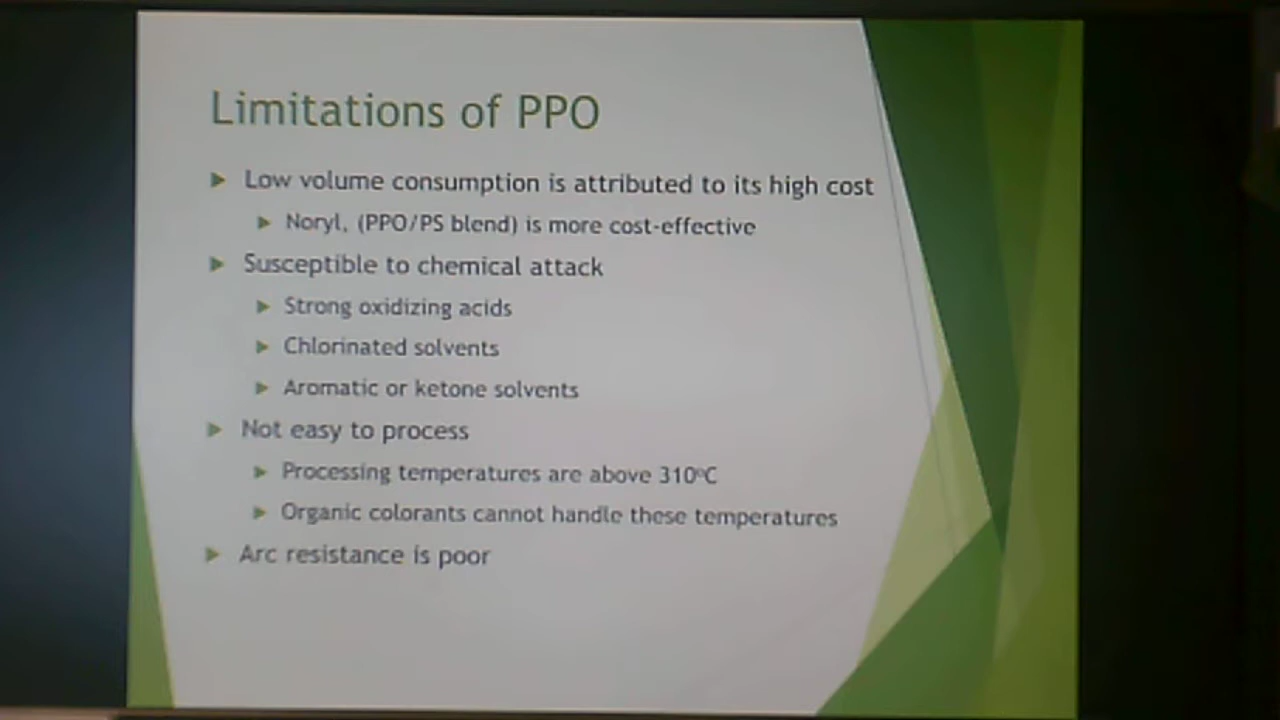 Limitations of PPO
Low volume consumption is attributed to its high cost
Noryl, (PPO/PS blend) is more cost-effective
Susceptible to chemical attack
Strong oxidizing acids
Chlorinated solvents
Aromatic or ketone solvents
Not easy to process
Processing temperatures are above 310ºC
Organic colorants cannot handle these temperatures
Arc resistance is poor